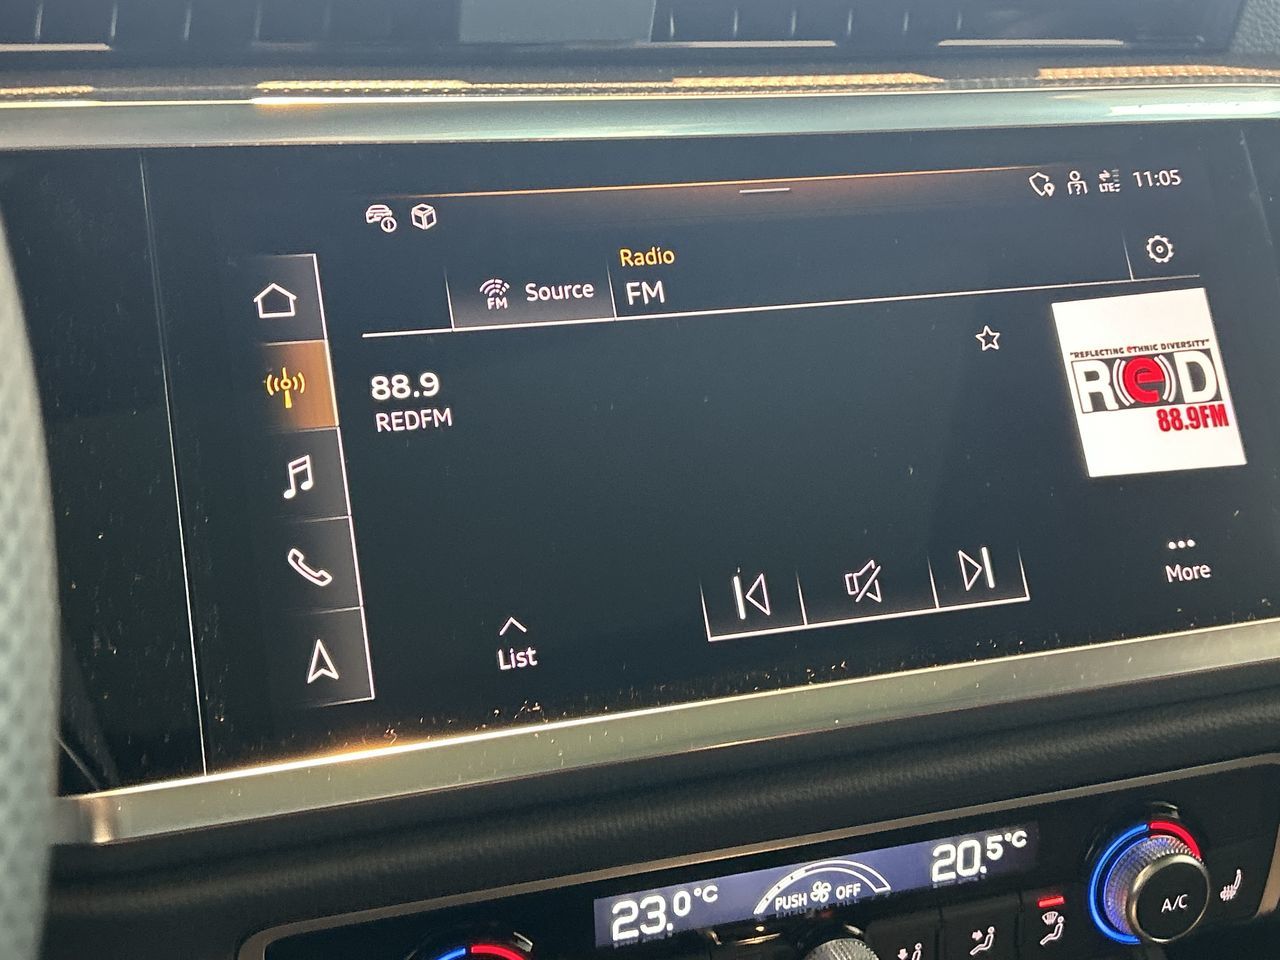 LTE 11:05
Radio
FM Source FM
88.9
REDFM
"REFLECTING eTHNIC DIVERSITY"
ReD
88.9FM
More
List
23.0°C PUSH OFF 20.5°C
A/C